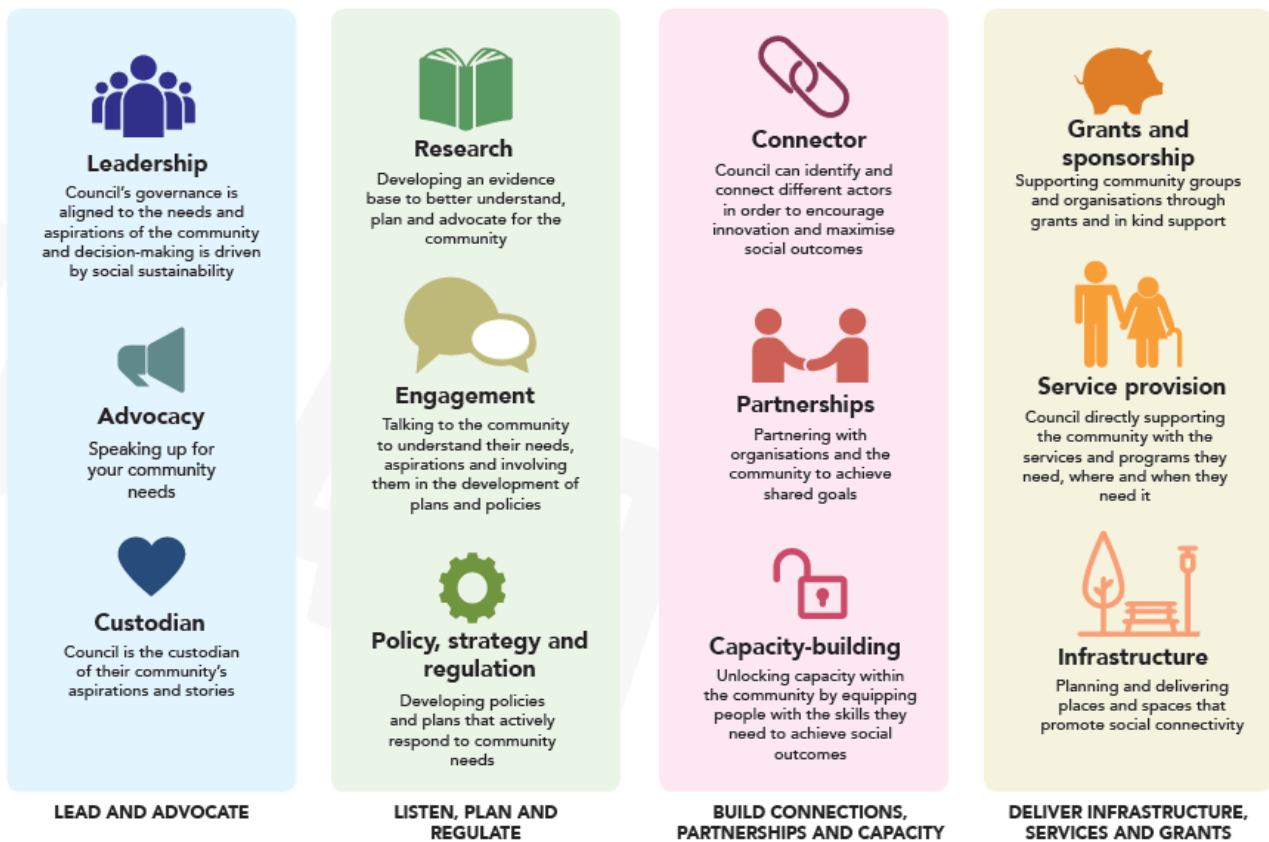 Leadership
Council's governance is
aligned to the needs and
aspirations of the community
and decision-making is driven
by social sustainability
Advocacy
Speaking up for
your community
needs
Custodian
Council is the custodian
of their community's
aspirations and stories
LEAD AND ADVOCATE
Research
Developing an evidence
base to better understand,
plan and advocate for the
community
Engagement
Talking to the community
to understand their needs,
aspirations and involving
them in the development of
plans and policies
Policy, strategy and
regulation
Developing policies
and plans that actively
respond to community
needs
LISTEN, PLAN AND
REGULATE
Connector
Council can identify and
connect different actors
in order to encourage
innovation and maximise
social outcomes
Partnerships
Partnering with
organisations and the
community to achieve
shared goals
Capacity-building
Unlocking capacity within
the community by equipping
people with the skills they
need to achieve social
outcomes
BUILD CONNECTIONS,
PARTNERSHIPS AND CAPACITY
Grants and
sponsorship
Supporting community groups
and organisations through
grants and in kind support
Service provision
Council directly supporting
the community with the
services and programs they
need, where and when they
need it
Infrastructure
Planning and delivering
places and spaces that
promote social connectivity
DELIVER INFRASTRUCTURE,
SERVICES AND GRANTS